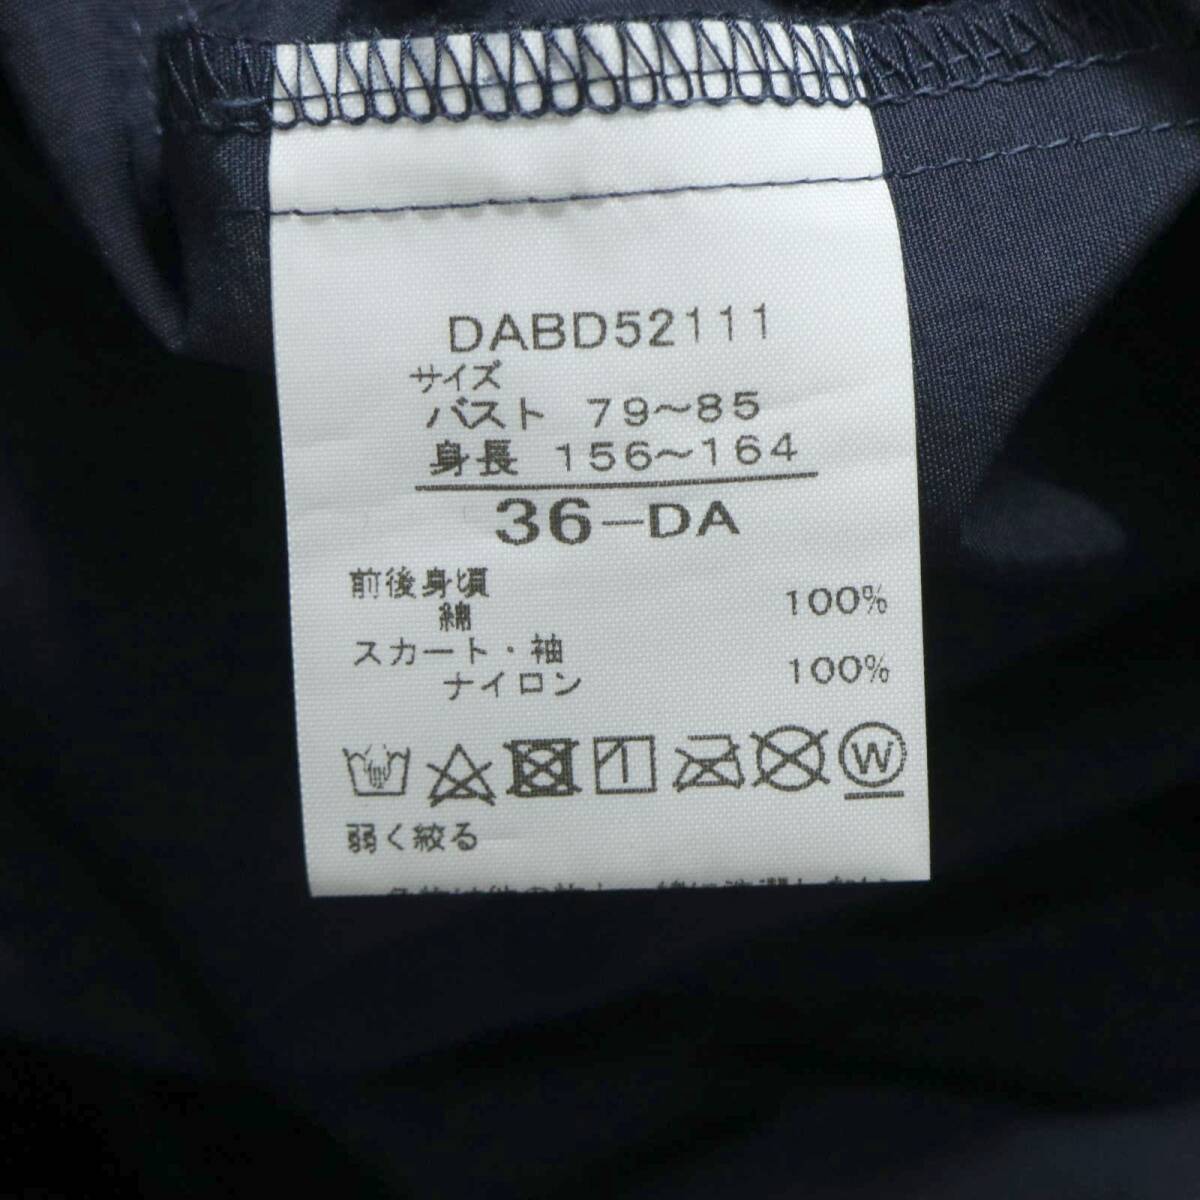 DABD52111
サイズ
バスト 79～85
身長 156～164
36-DA
前後身頃
綿 100%
スカート・袖
ナイロン 100%
W
弱く絞る